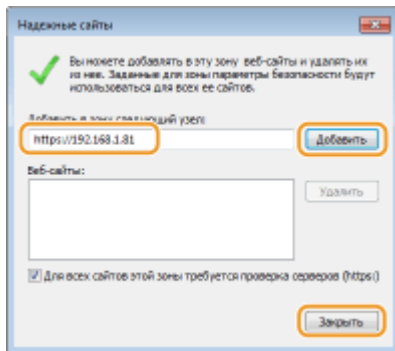 Надежные сайты
Вы можете добавлять в эту зону веб-сайты и удалять их
из нее. Заданные для зоны параметры безопасности будут
использоваться для всех ее сайтов.
Добавить в зону следующий узел:
https://192.168.1.81
Добавить
Веб-сайты:
Удалить
Для всех сайтов этой зоны требуется проверка серверов (https:)
Закрыть